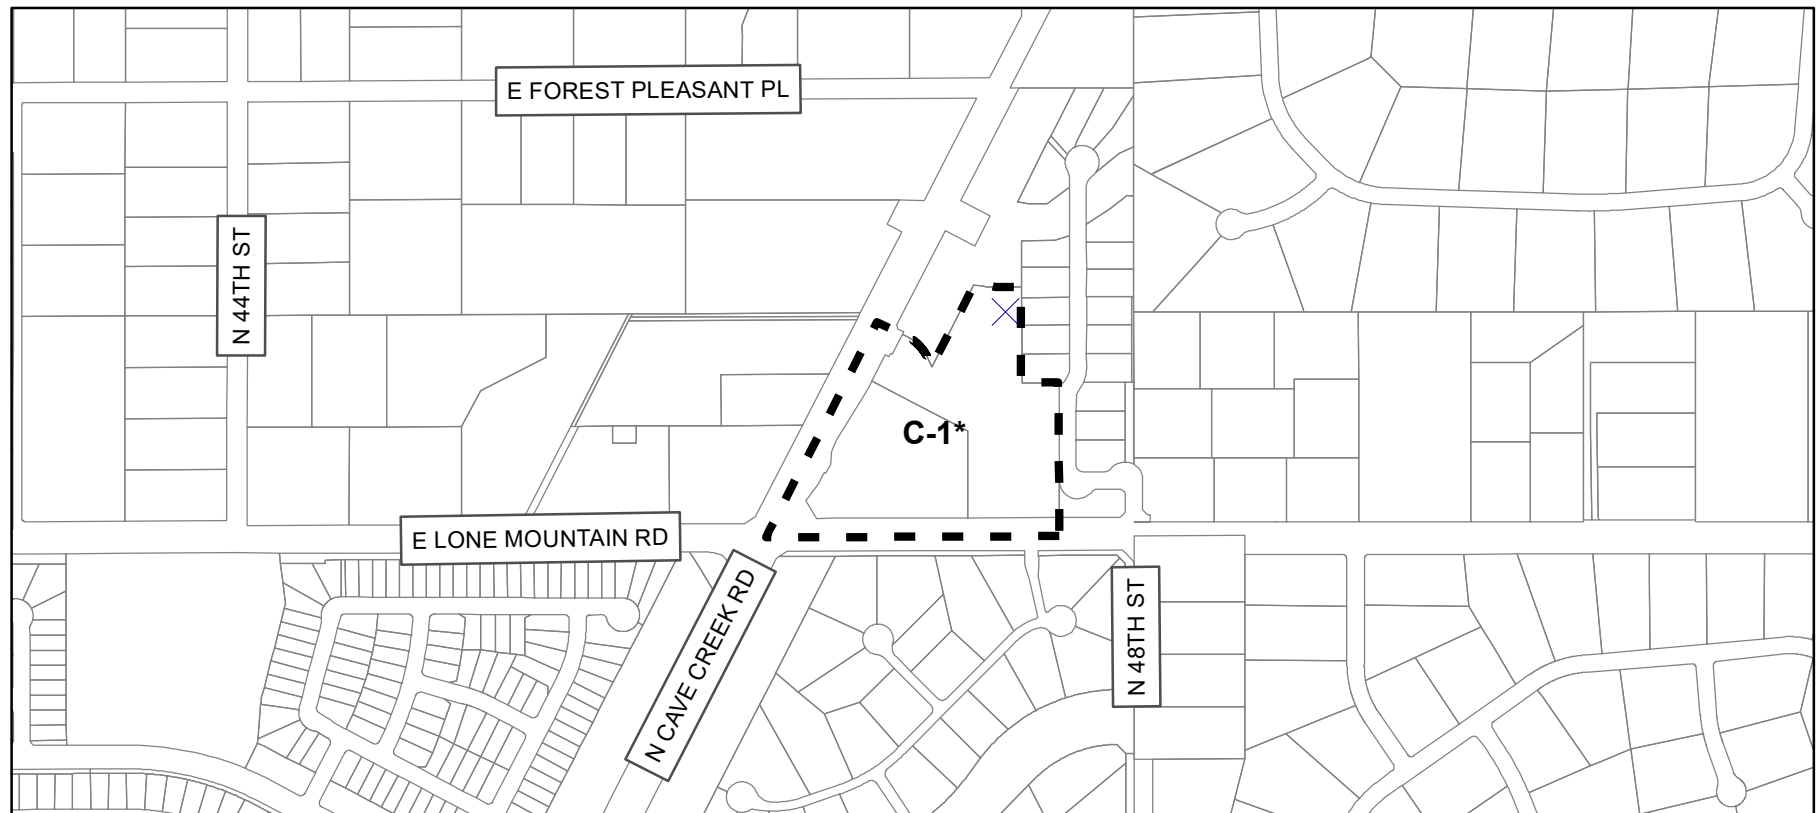 E FOREST PLEASANT PL
N 44TH ST
C-1*
E LONE MOUNTAIN RD
N CAVE CREEK RD
N 48TH ST